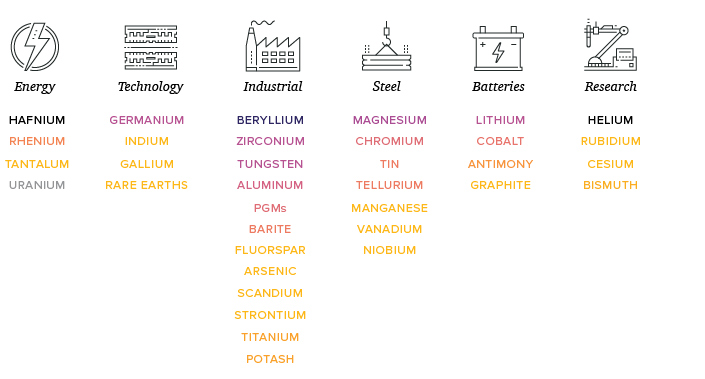 Energy
Technology
Industrial
Steel
Batteries
Research
HAFNIUM
RHENIUM
TANTALUM
URANIUM
GERMANIUM
INDIUM
GALLIUM
RARE EARTHS
BERYLLIUM
ZIRCONIUM
TUNGSTEN
ALUMINUM
PGMs
BARITE
FLUORSPAR
ARSENIC
SCANDIUM
STRONTIUM
TITANIUM
POTASH
MAGNESIUM
CHROMIUM
TIN
TELLURIUM
MANGANESE
VANADIUM
NIOBIUM
LITHIUM
COBALT
ANTIMONY
GRAPHITE
HELIUM
RUBIDIUM
CESIUM
BISMUTH